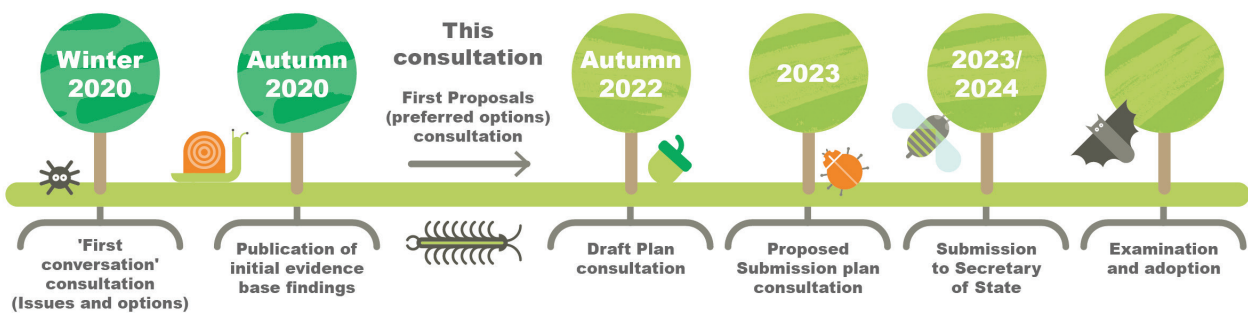 Winter
2020
'First
conversation'
consultation
(Issues and options)
Autumn
2020
Publication of
initial evidence
base findings
This
consultation
First Proposals
(preferred options)
consultation
Autumn
2022
Draft Plan
consultation
2023
Proposed
Submission plan
consultation
2023/
2024
Submission
to Secretary
of State
Examination
and adoption